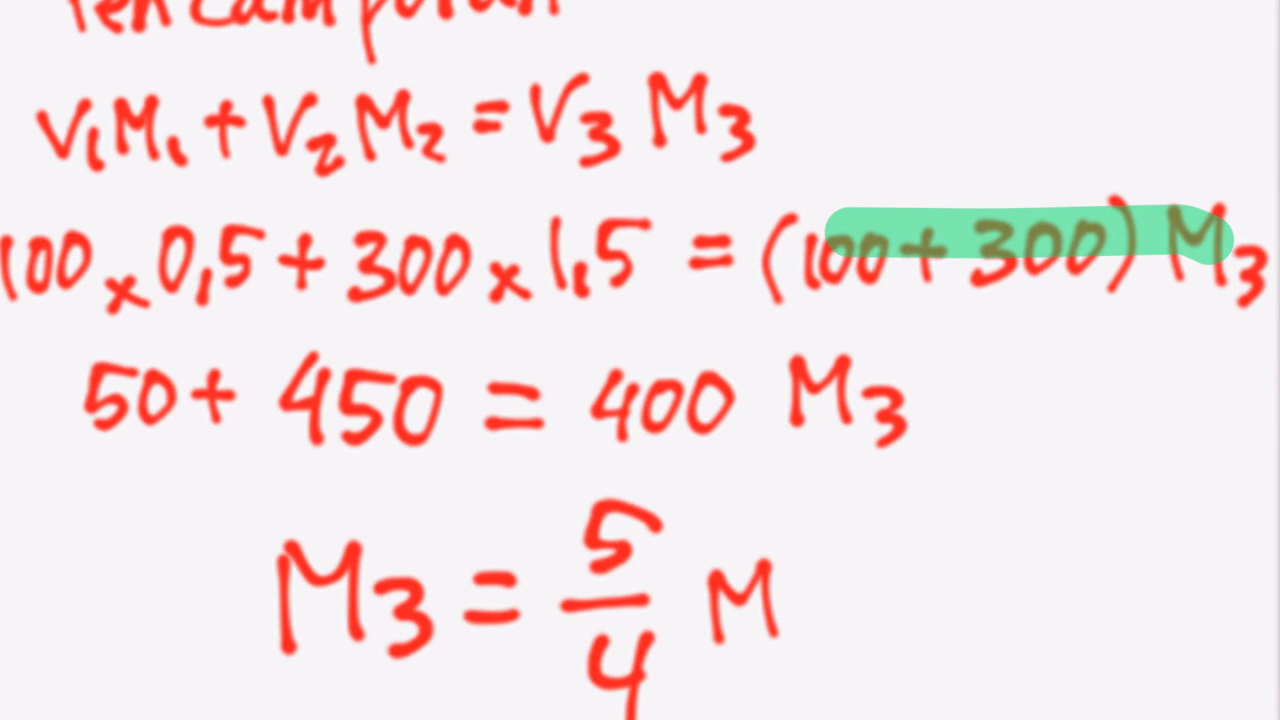 V₁M₁ + V₂M₂ = V₃ M₃
100 x 0,5 + 300 x 1,5 = (100 + 300) M₃
50 + 450 = 400 M₃
M₃ = 5/4 M